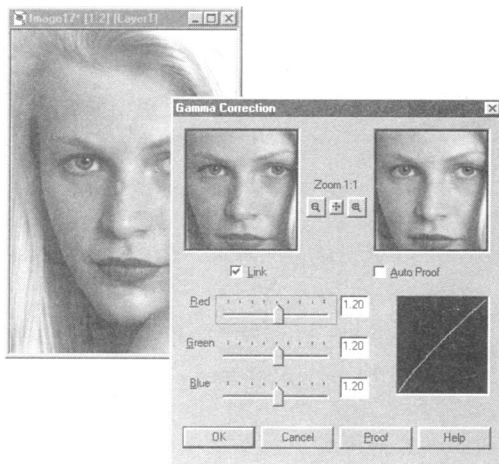 Image17* [1:2] (Layer1)
Gamma Correction
Zoom 1:1
Link
Auto Proof
Red 1.20
Green 1.20
Blue 1.20
OK Cancel Proof Help